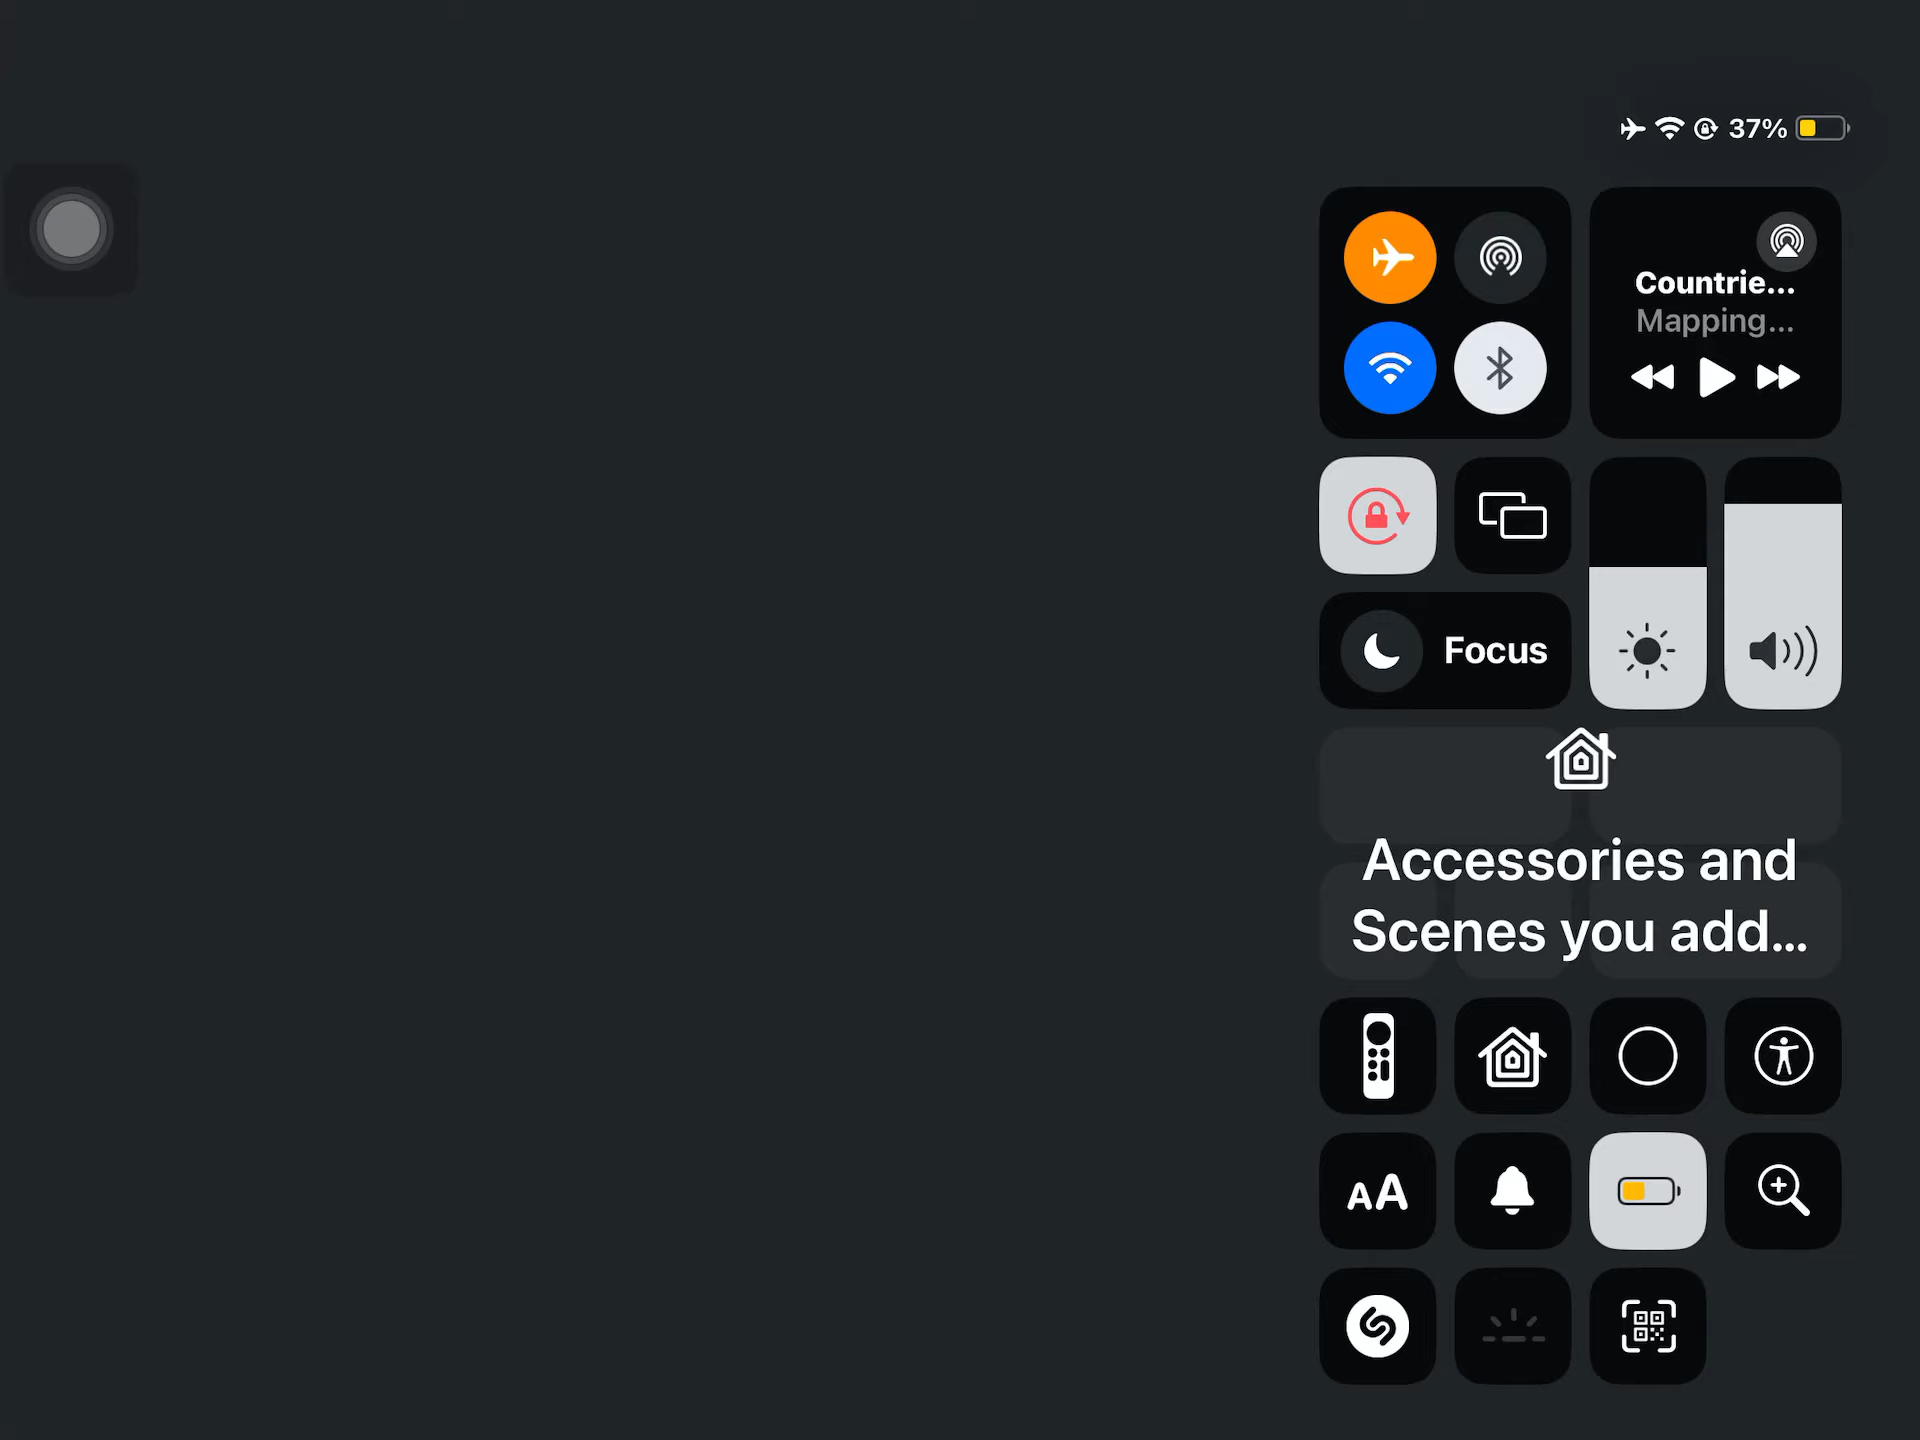 37%
Countrie...
Mapping...
Focus
Accessories and
Scenes you add...
AA